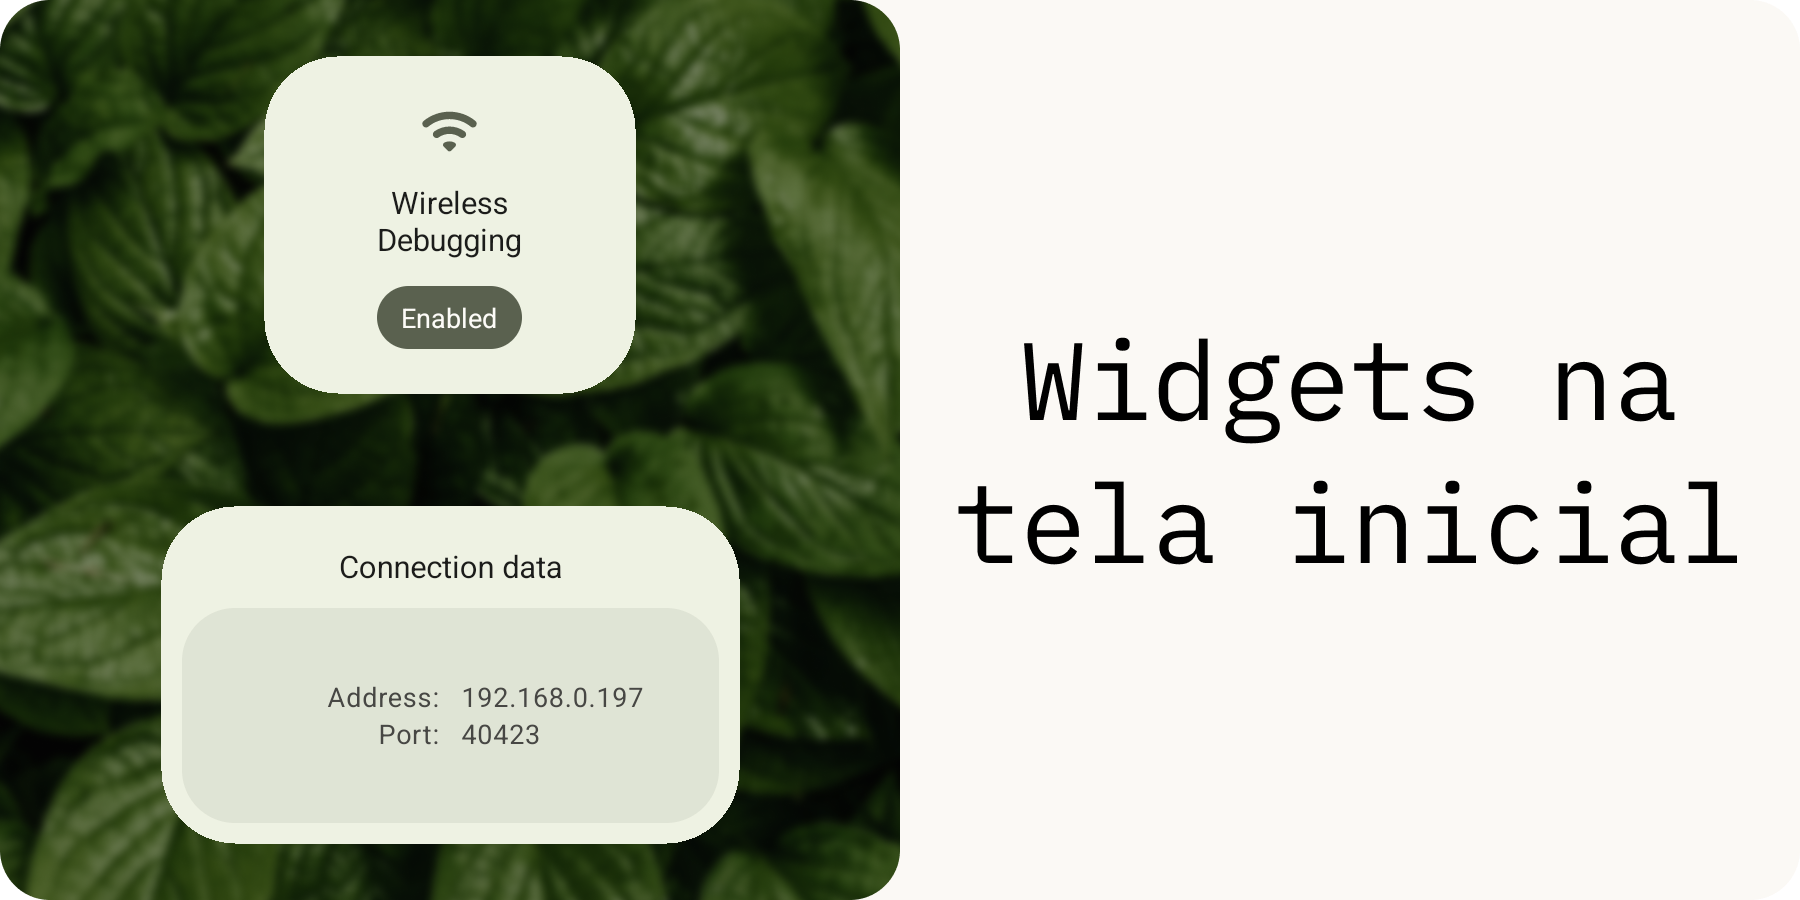 Wireless
Debugging
Enabled
Connection data
Address: 192.168.0.197
Port: 40423
Widgets na
tela inicial